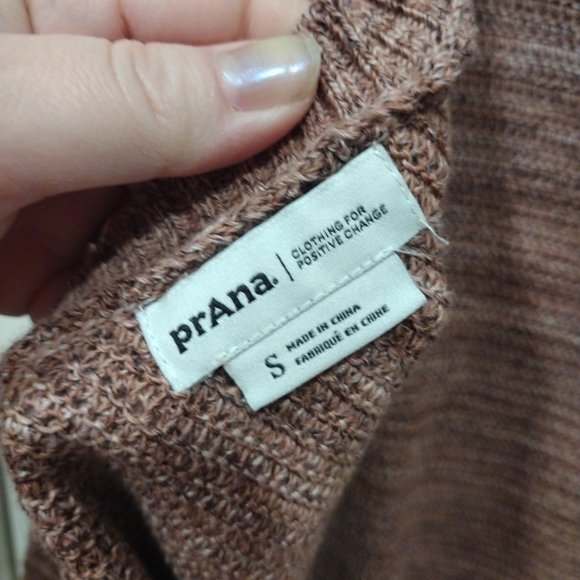 prAna. | CLOTHING FOR
POSITIVE CHANGE
S MADE IN CHINA
FABRIQUÉ EN CHINE